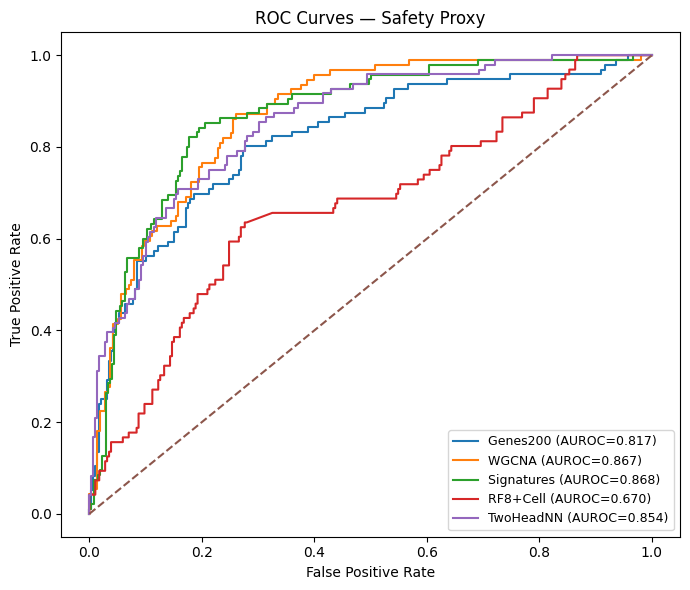 ROC Curves — Safety Proxy
True Positive Rate
1.0
0.8
0.6
0.4
0.2
0.0
0.0 0.2 0.4 0.6 0.8 1.0
False Positive Rate
Genes200 (AUROC=0.817)
WGCNA (AUROC=0.867)
Signatures (AUROC=0.868)
RF8+Cell (AUROC=0.670)
TwoHeadNN (AUROC=0.854)